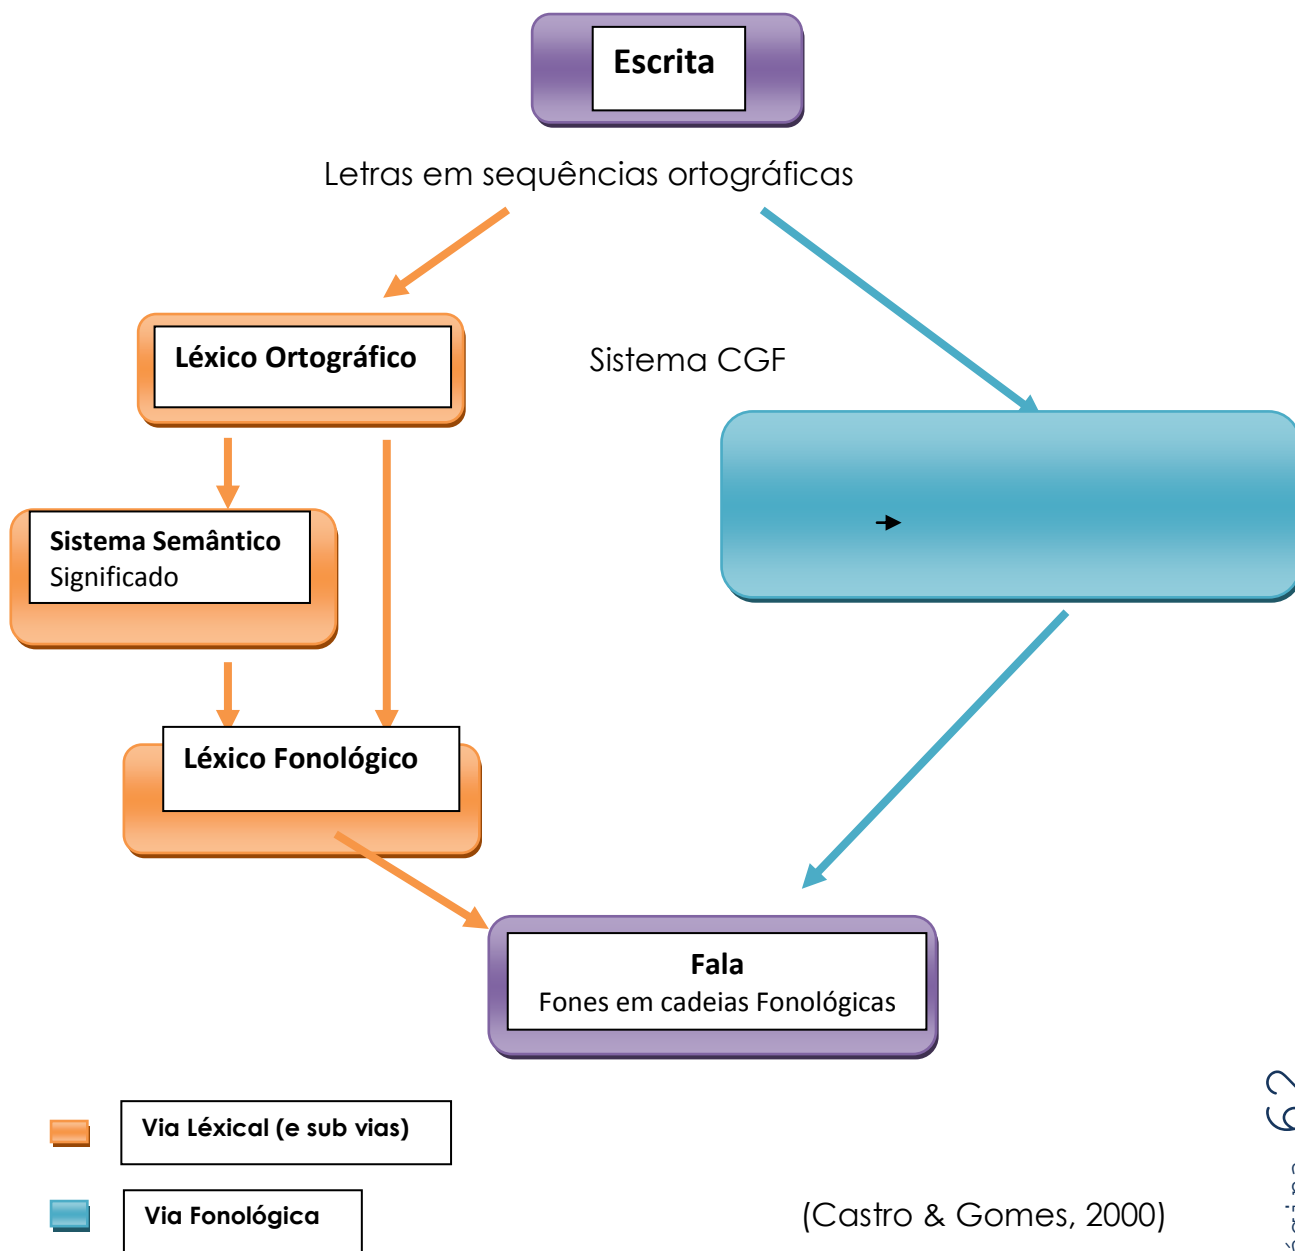 Escrita
Letras em sequências ortográficas
Léxico Ortográfico
Sistema CGF
Sistema Semântico
Significado
Léxico Fonológico
Fala
Fones em cadeias Fonológicas
Via Léxical (e sub vias)
Via Fonológica
(Castro & Gomes, 2000)
62